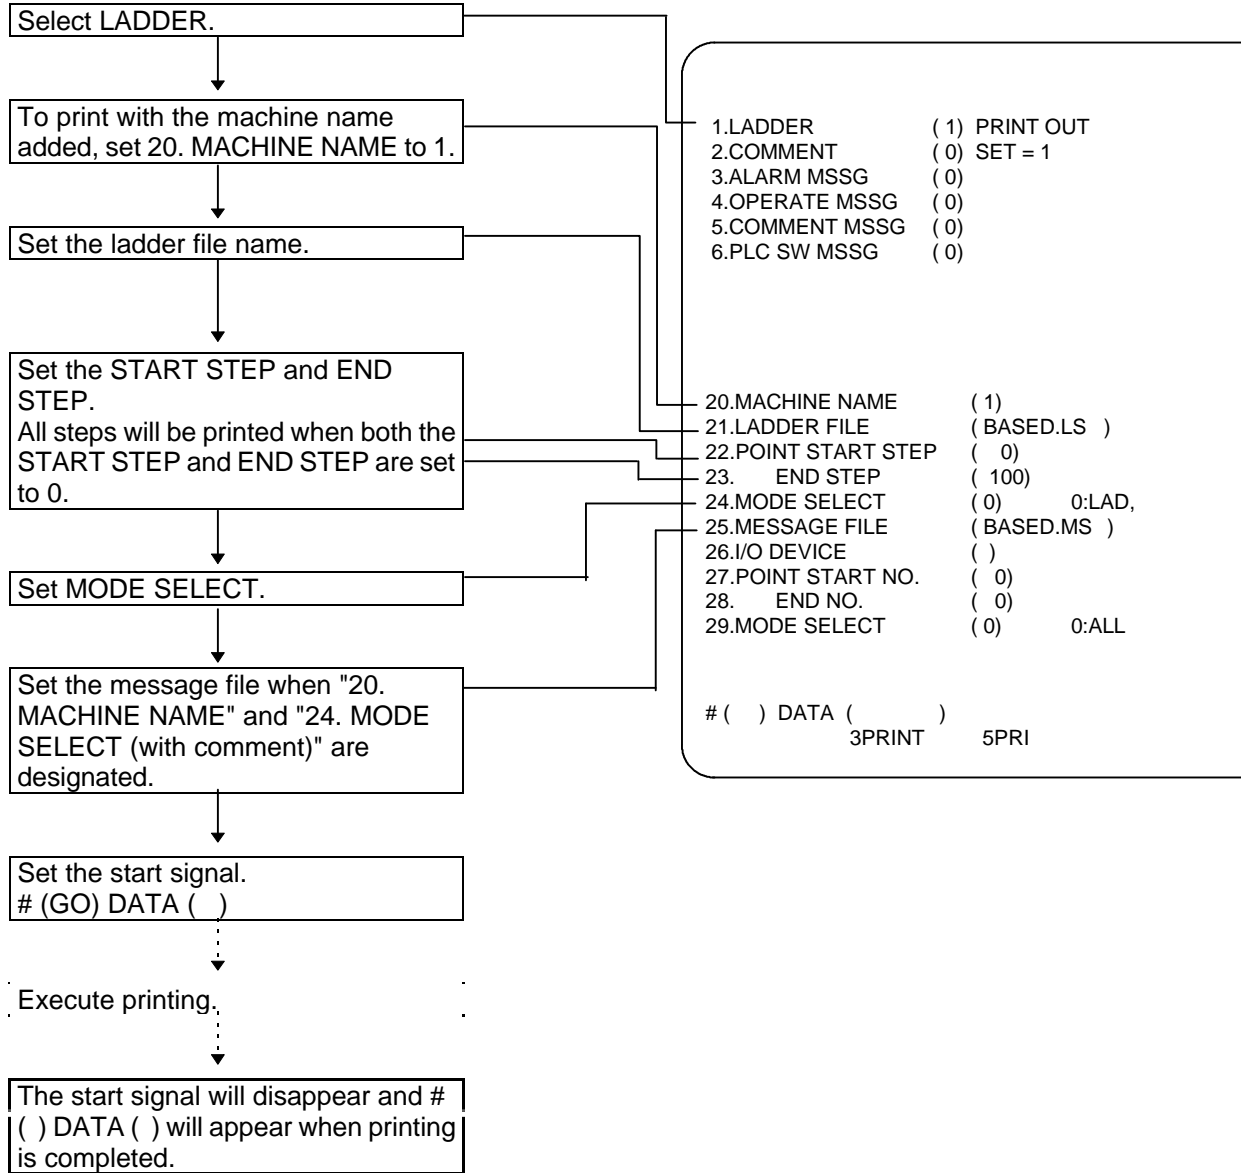 Select LADDER.
To print with the machine name
added, set 20. MACHINE NAME to 1.
Set the ladder file name.
Set the START STEP and END
STEP.
All steps will be printed when both the
START STEP and END STEP are set
to 0.
Set MODE SELECT.
Set the message file when "20.
MACHINE NAME" and "24. MODE
SELECT (with comment)" are
designated.
Set the start signal.
# (GO) DATA (   )
Execute printing.
The start signal will disappear and #
( ) DATA ( ) will appear when printing
is completed.
1.LADDER ( 1) PRINT OUT
2.COMMENT ( 0) SET = 1
3.ALARM MSSG ( 0)
4.OPERATE MSSG ( 0)
5.COMMENT MSSG ( 0)
6.PLC SW MSSG ( 0)
20.MACHINE NAME ( 1)
21.LADDER FILE ( BASED.LS )
22.POINT START STEP ( 0)
23. END STEP ( 100)
24.MODE SELECT ( 0) 0:LAD,
25.MESSAGE FILE ( BASED.MS )
26.I/O DEVICE ( )
27.POINT START NO. ( 0)
28. END NO. ( 0)
29.MODE SELECT ( 0) 0:ALL
# ( ) DATA ( )
3PRINT 5PRI